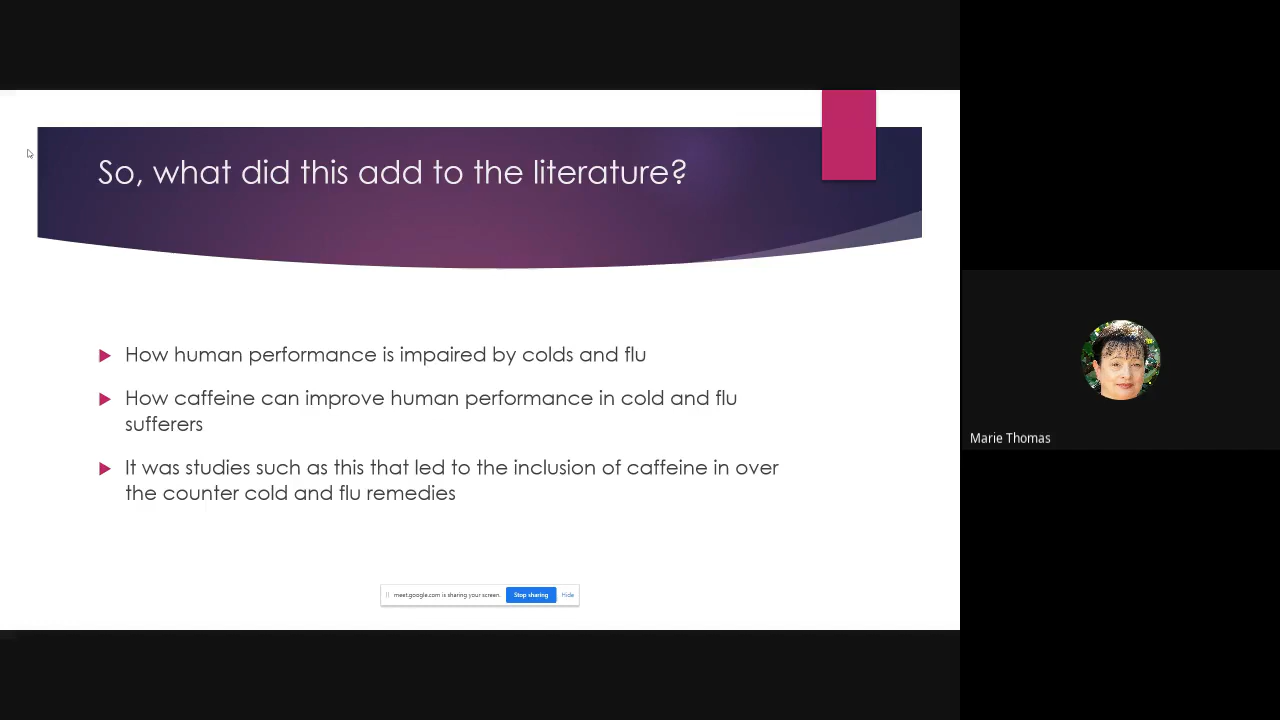 So, what did this add to the literature?
How human performance is impaired by colds and flu
How caffeine can improve human performance in cold and flu
sufferers
It was studies such as this that led to the inclusion of caffeine in over
the counter cold and flu remedies
meet.google.com is sharing your screen. Stop sharing Hide
Marie Thomas